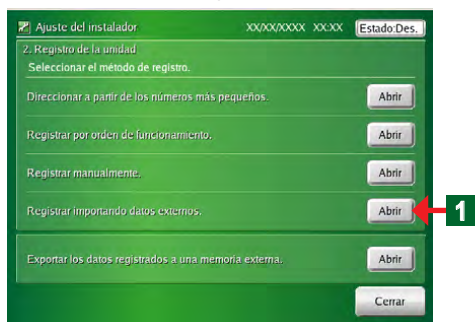 Ajuste del instalador XX/XX/XXXX XX:XX Estado:Des.
2. Registro de la unidad
Seleccionar el método de registro.
Direccionar a partir de los números más pequeños. Abrir
Registrar por orden de funcionamiento. Abrir
Registrar manualmente. Abrir
Registrar importando datos externos. Abrir 1
Exportar los datos registrados a una memoria externa. Abrir
Cerrar